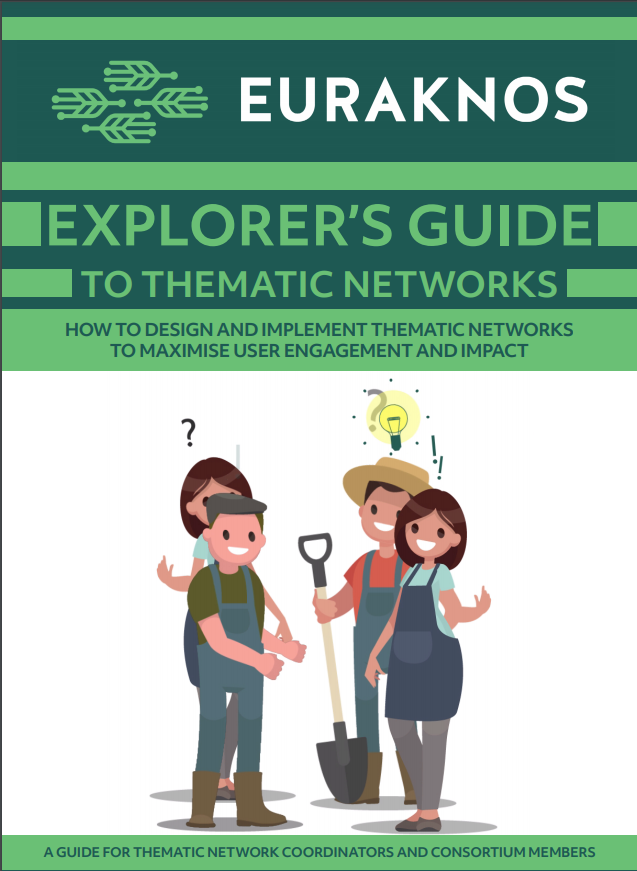 EURAKNOS
EXPLORER'S GUIDE
TO THEMATIC NETWORKS
HOW TO DESIGN AND IMPLEMENT THEMATIC NETWORKS
TO MAXIMISE USER ENGAGEMENT AND IMPACT
?
?
!!
A GUIDE FOR THEMATIC NETWORK COORDINATORS AND CONSORTIUM MEMBERS